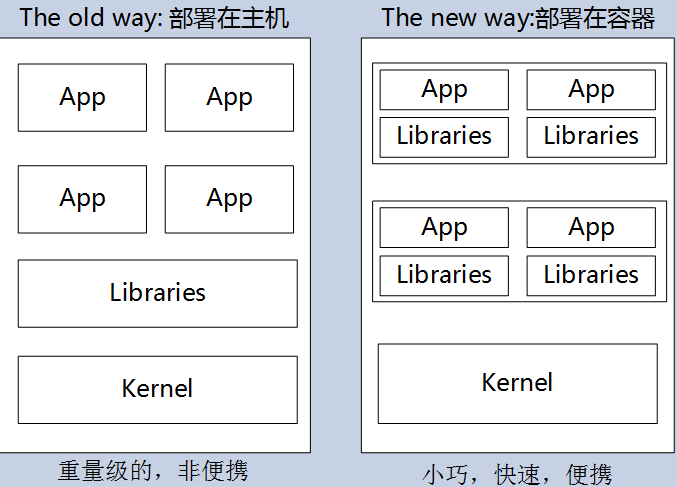 The old way: 部署在主机
App App
App App
Libraries
Kernel
重量级的，非便携
The new way:部署在容器
App App
Libraries Libraries
App App
Libraries Libraries
Kernel
小巧，快速，便携